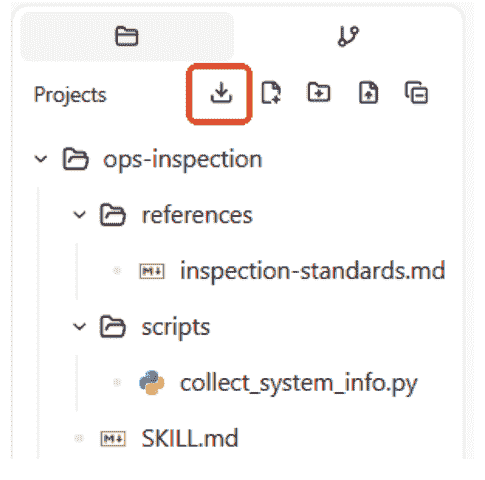 Projects
ops-inspection
references
M↓ inspection-standards.md
scripts
collect_system_info.py
M↓ SKILL.md